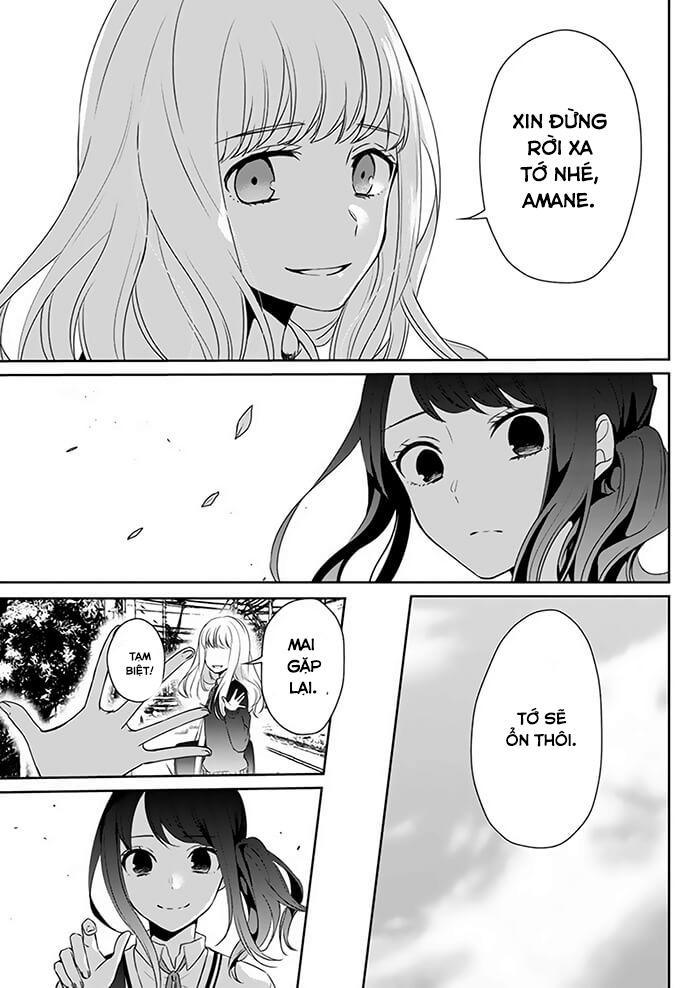 XIN ĐỪNG
RỜI XA
TỚ NHÉ,
AMANE.
TỚ SẼ
ỔN THÔI.
MAI
GẶP
LẠI.
TẠM
BIỆT!